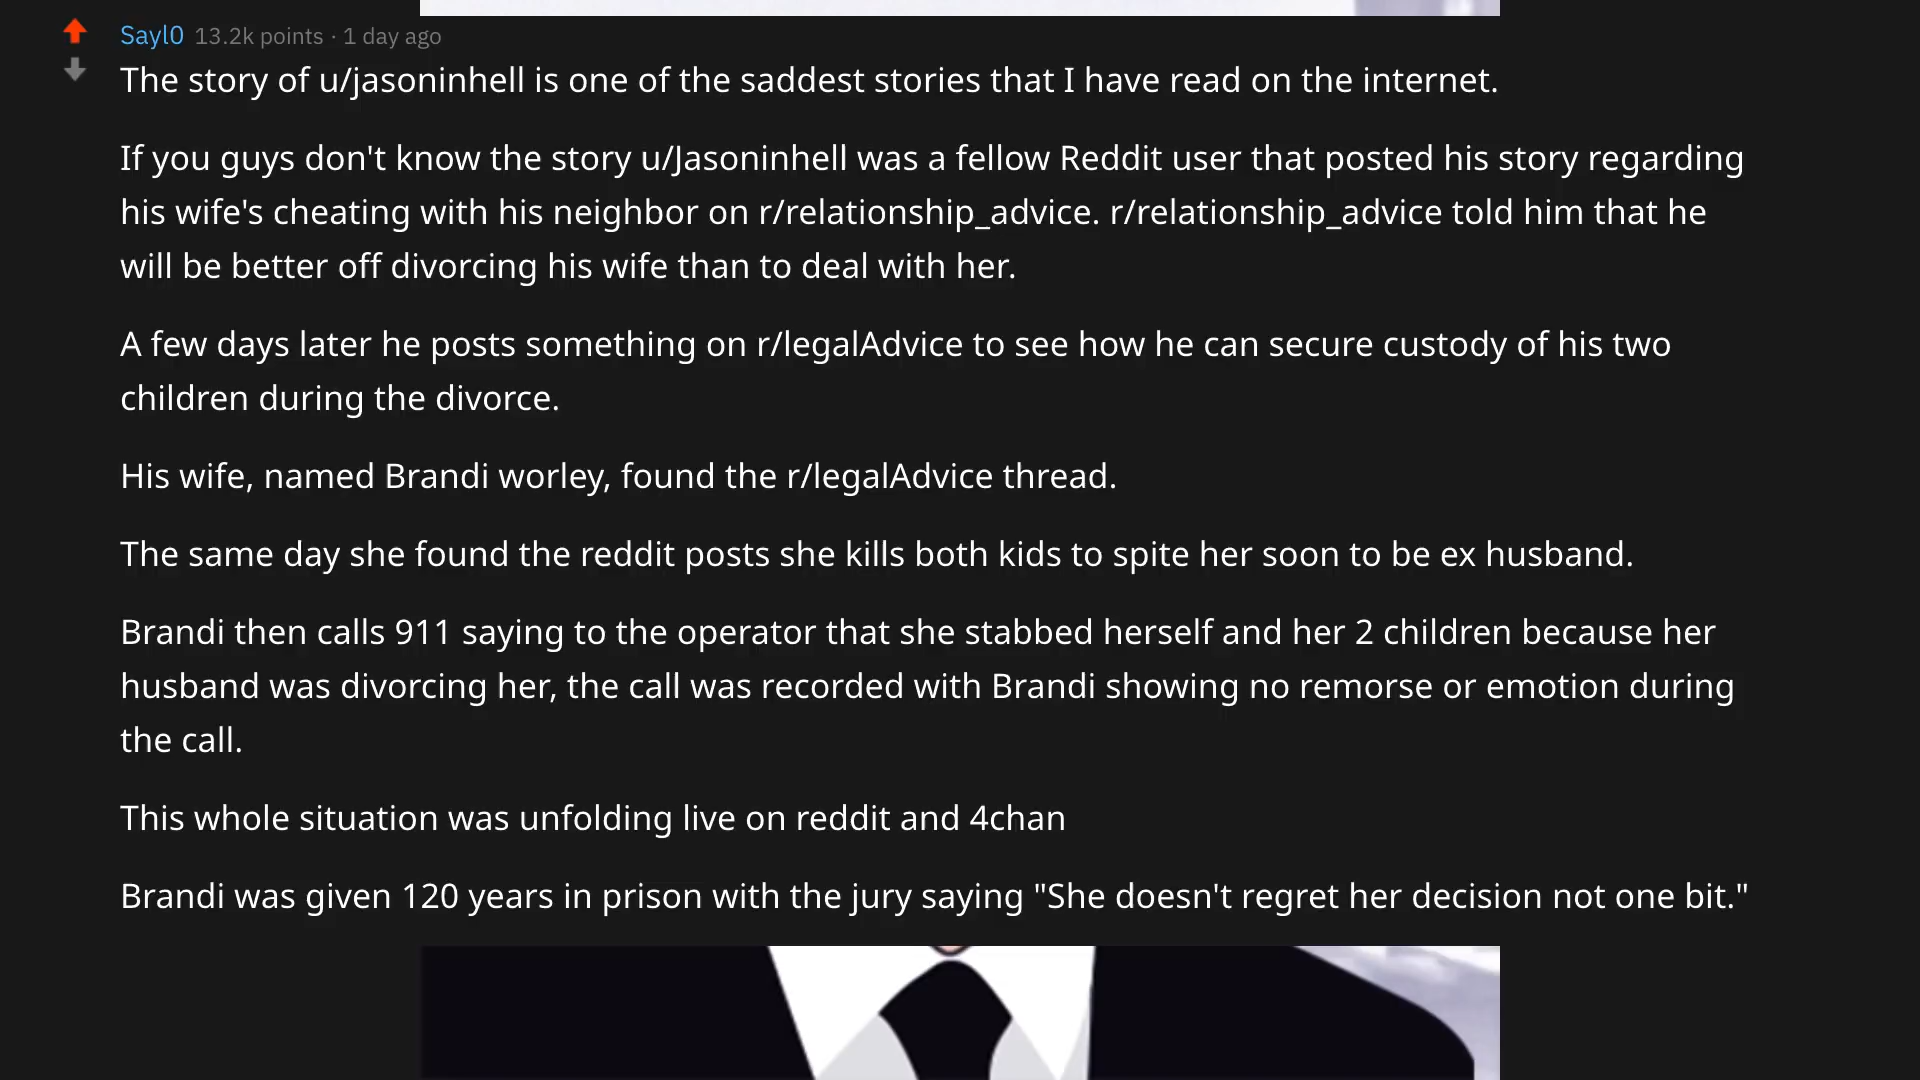 Sayl0 13.2k points · 1 day ago
The story of u/jasoninhell is one of the saddest stories that I have read on the internet.
If you guys don't know the story u/Jasoninhell was a fellow Reddit user that posted his story regarding
his wife's cheating with his neighbor on r/relationship_advice. r/relationship_advice told him that he
will be better off divorcing his wife than to deal with her.
A few days later he posts something on r/legalAdvice to see how he can secure custody of his two
children during the divorce.
His wife, named Brandi worley, found the r/legalAdvice thread.
The same day she found the reddit posts she kills both kids to spite her soon to be ex husband.
Brandi then calls 911 saying to the operator that she stabbed herself and her 2 children because her
husband was divorcing her, the call was recorded with Brandi showing no remorse or emotion during
the call.
This whole situation was unfolding live on reddit and 4chan
Brandi was given 120 years in prison with the jury saying "She doesn't regret her decision not one bit."